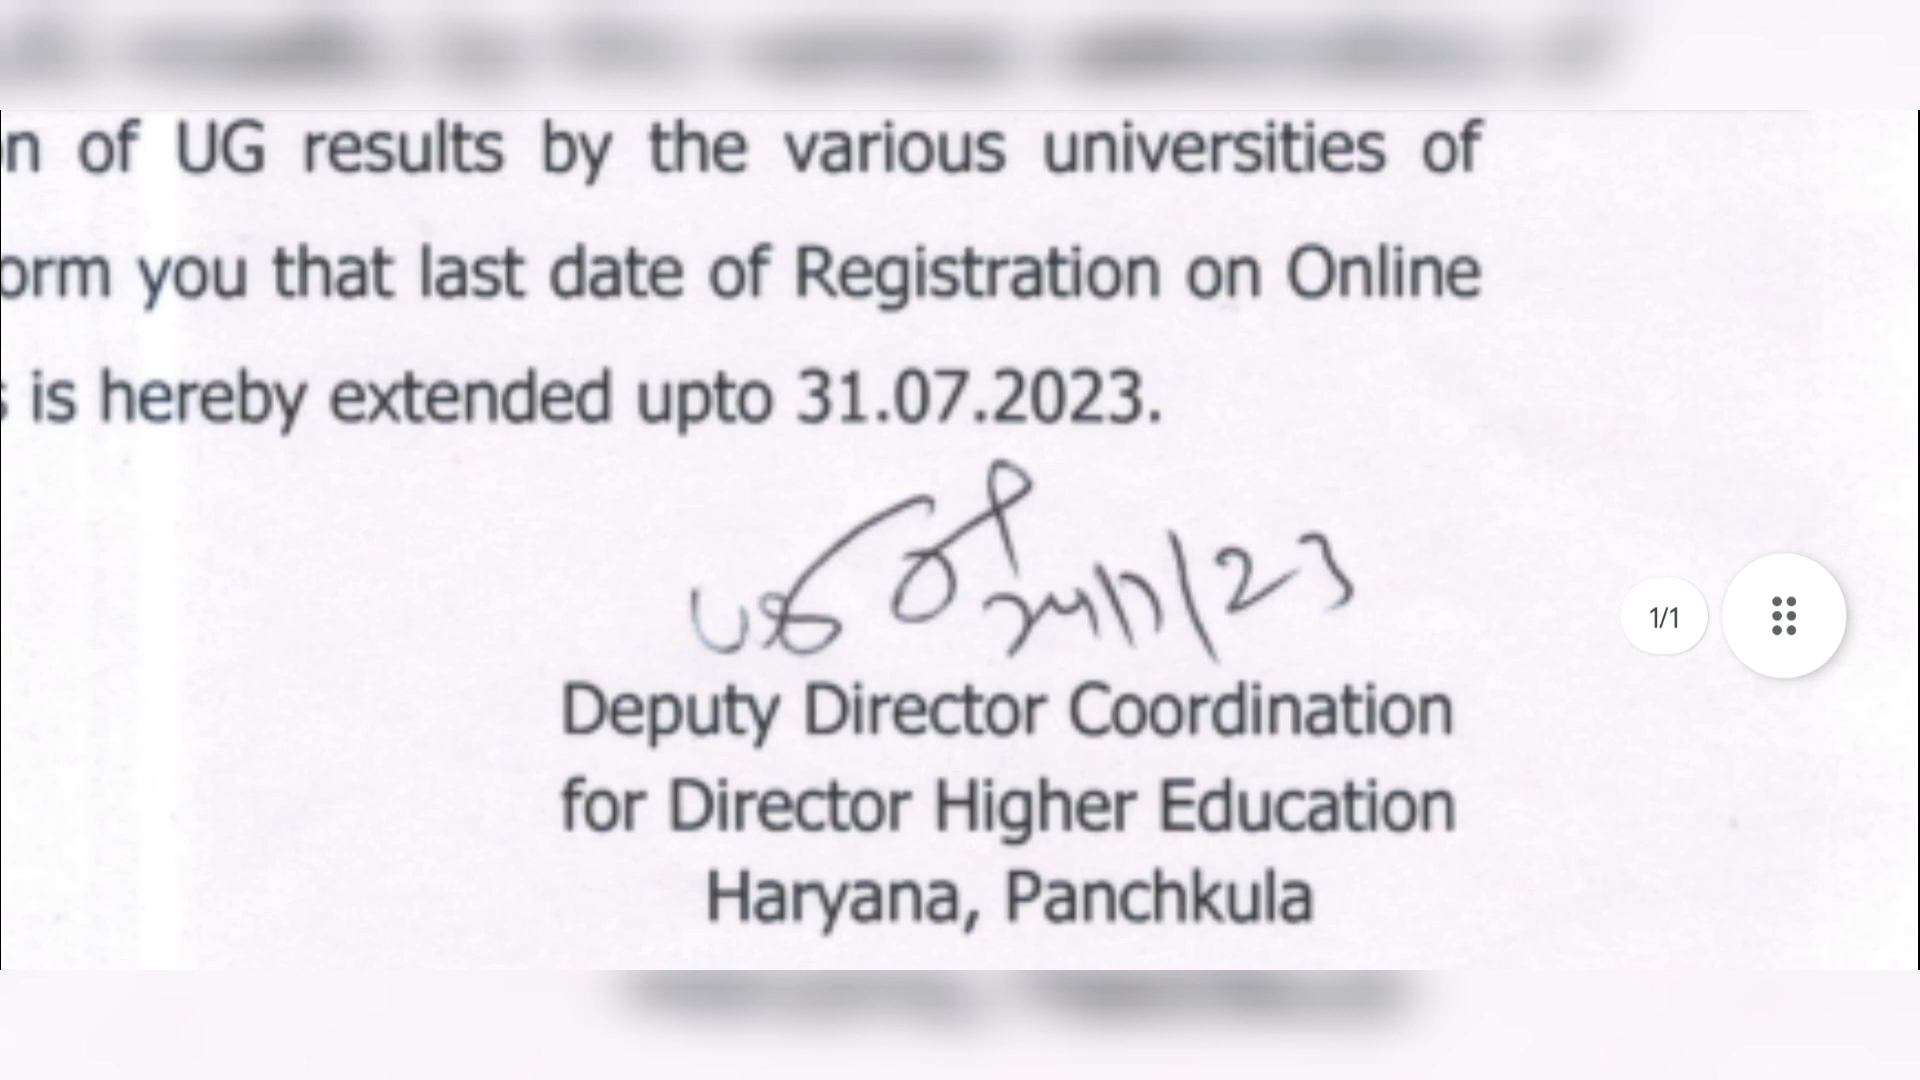 n of UG results by the various universities of
orm you that last date of Registration on Online
s is hereby extended upto 31.07.2023.
Deputy Director Coordination
for Director Higher Education
Haryana, Panchkula
1/1